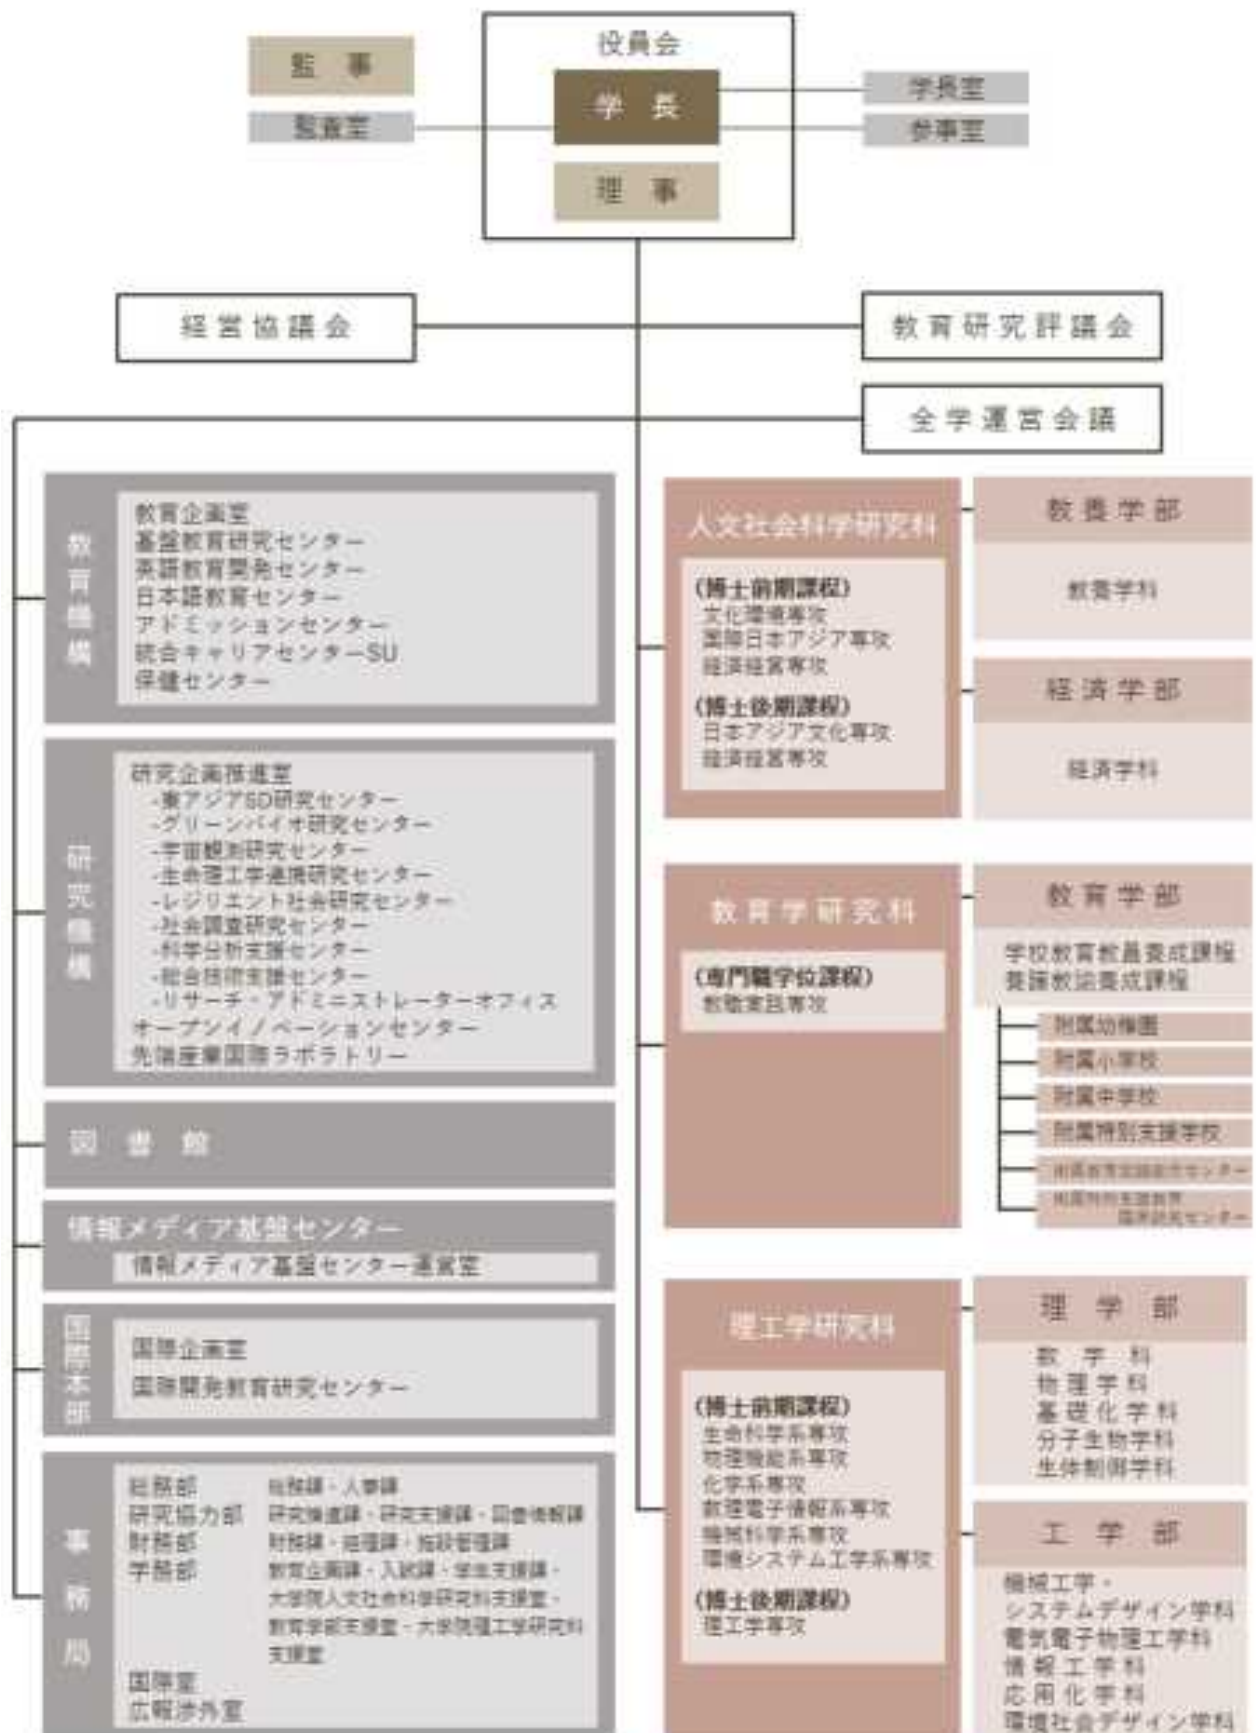 役員会
監事
学長
学長室
監査室
参事室
理事
経営協議会
教育研究評議会
全学運営会議
教育機構
教育企画室
基盤教育研究センター
英語教育開発センター
日本語教育センター
アドミッションセンター
統合キャリアセンターSU
保健センター
研究機構
研究企画推進室
-東アジアSD研究センター
-グリーンバイオ研究センター
-宇宙観測研究センター
-生命理工学連携研究センター
-レジリエント社会研究センター
-社会調査研究センター
-科学分析支援センター
-総合技術支援センター
-リサーチ・アドミニストレーターオフィス
オープンイノベーションセンター
先端産業国際ラボラトリー
図書館
情報メディア基盤センター
情報メディア基盤センター運営室
国際本部
国際企画室
国際開発教育研究センター
事務局
総務部 総務課・人事課
研究協力部 研究推進課・研究支援課・図書情報課
財務部 財務課・経理課・施設管理課
学務部 教育企画課・入試課・学生支援課・
大学院人文社会科学研究科支援室・
教育学部支援室・大学院理工学研究科
支援室
国際室
広報渉外室
人文社会科学研究科
(博士前期課程)
文化環境専攻
国際日本アジア専攻
経済経営専攻
(博士後期課程)
日本アジア文化専攻
経済経営専攻
教養学部
教養学科
経済学部
経済学科
教育学研究科
(専門職学位課程)
教職実践専攻
教育学部
学校教育教員養成課程
養護教諭養成課程
附属幼稚園
附属小学校
附属中学校
附属特別支援学校
附属教育実践総合センター
附属特別支援教育
臨床研究センター
理工学研究科
(博士前期課程)
生命科学系専攻
物理機能系専攻
化学系専攻
数理電子情報系専攻
機械科学系専攻
環境システム工学系専攻
(博士後期課程)
理工学専攻
理学部
数学科
物理学科
基礎化学科
分子生物学科
生体制御学科
工学部
機械工学・
システムデザイン学科
電気電子物理工学科
情報工学科
応用化学科
環境社会デザイン学科